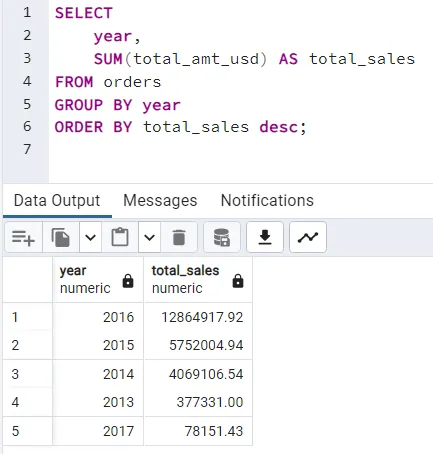 1 SELECT
2 year,
3 SUM(total_amt_usd) AS total_sales
4 FROM orders
5 GROUP BY year
6 ORDER BY total_sales desc;
7
Data Output Messages Notifications
year total_sales
numeric numeric
1 2016 12864917.92
2 2015 5752004.94
3 2014 4069106.54
4 2013 377331.00
5 2017 78151.43